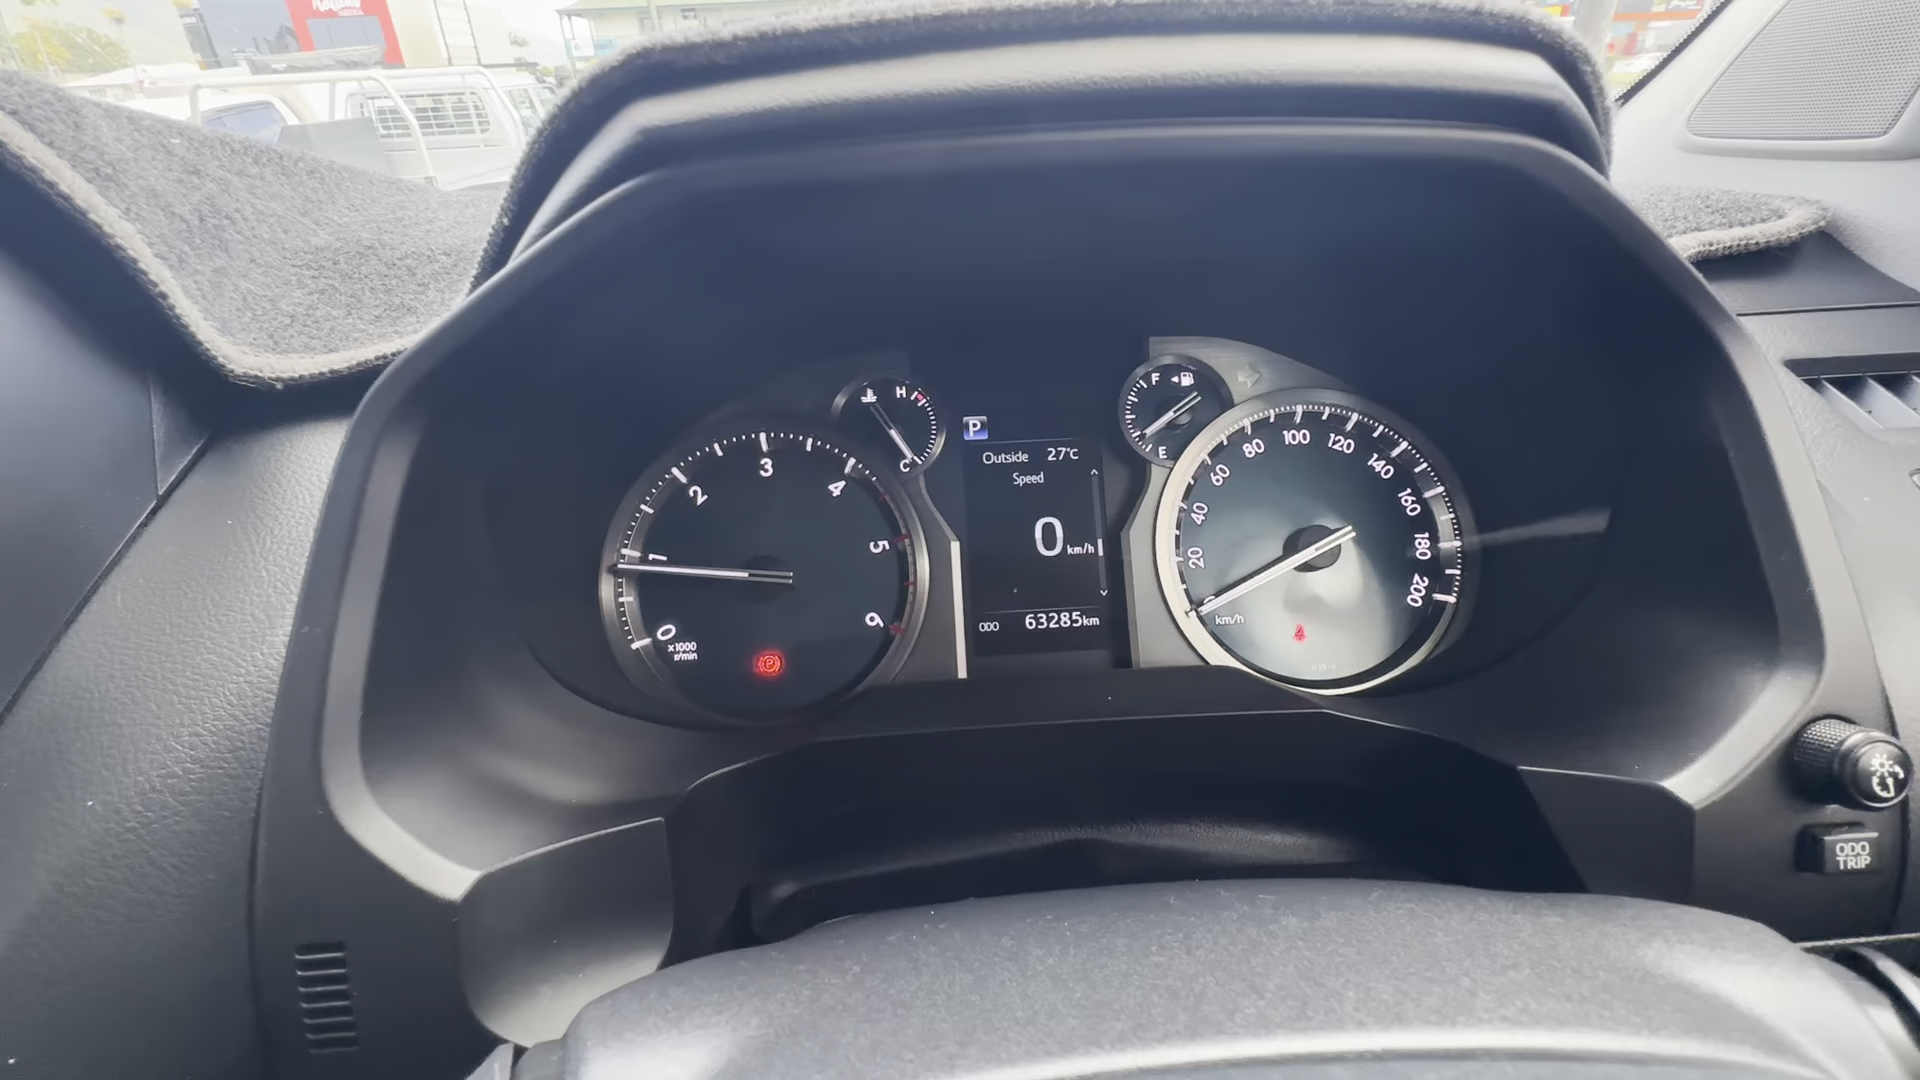 H
C
0
1
2
3
4
5
6
x1000
r/min
P
P
Outside 27°C
Speed
0 km/h
ODO 63285km
F
E
20
40
60
80
100
120
140
160
180
200
km/h
ODO
TRIP